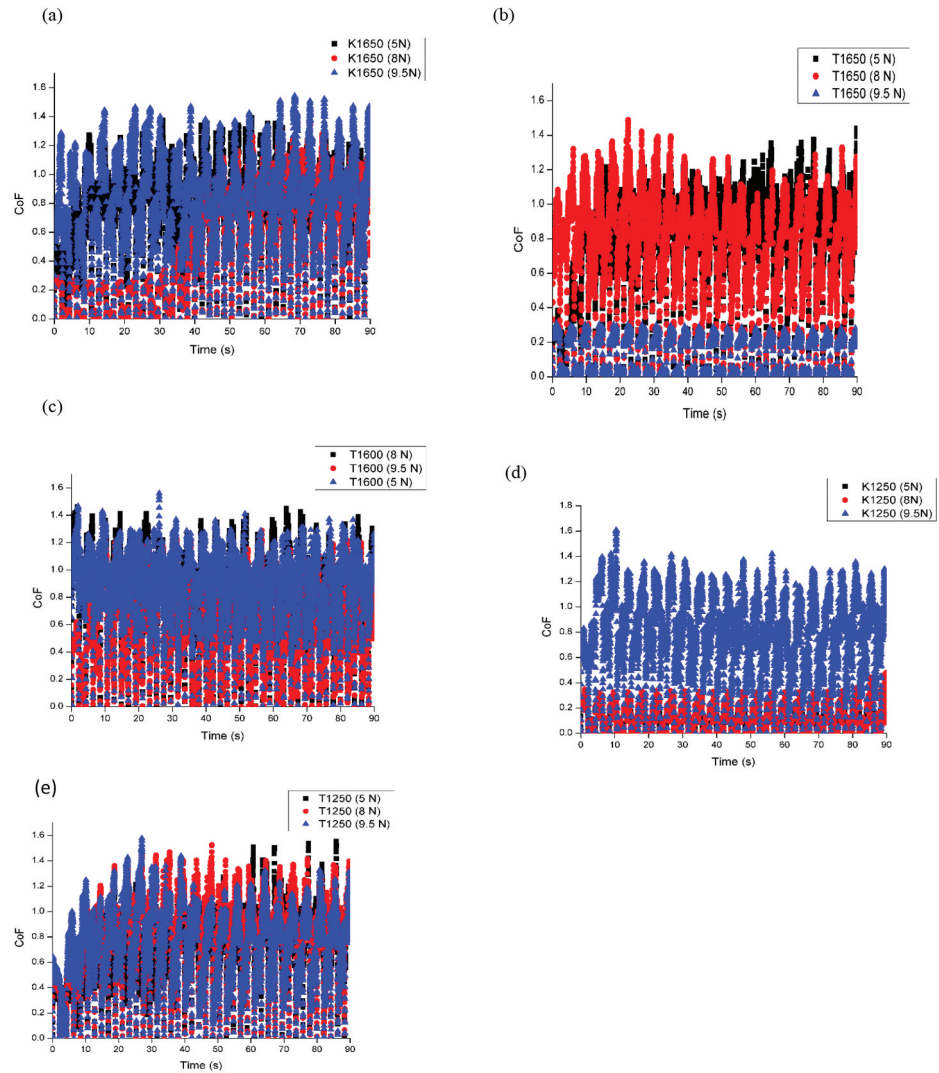 (a)
K1650 (5N)
K1650 (8N)
K1650 (9.5N)
CoF
1.6
1.4
1.2
1.0
0.8
0.6
0.4
0.2
0.0
0 10 20 30 40 50 60 70 80 90
Time (s)
(b)
T1650 (5 N)
T1650 (8 N)
T1650 (9.5 N)
CoF
1.6
1.4
1.2
1.0
0.8
0.6
0.4
0.2
0.0
0 10 20 30 40 50 60 70 80 90
Time (s)
(c)
T1600 (8 N)
T1600 (9.5 N)
T1600 (5 N)
CoF
1.6
1.4
1.2
1.0
0.8
0.6
0.4
0.2
0.0
0 10 20 30 40 50 60 70 80 90
Time (s)
(d)
K1250 (5N)
K1250 (8N)
K1250 (9.5N)
CoF
1.8
1.6
1.4
1.2
1.0
0.8
0.6
0.4
0.2
0.0
0 10 20 30 40 50 60 70 80 90
Time (s)
(e)
T1250 (5 N)
T1250 (8 N)
T1250 (9.5 N)
CoF
1.6
1.4
1.2
1.0
0.8
0.6
0.4
0.2
0.0
0 10 20 30 40 50 60 70 80 90
Time (s)